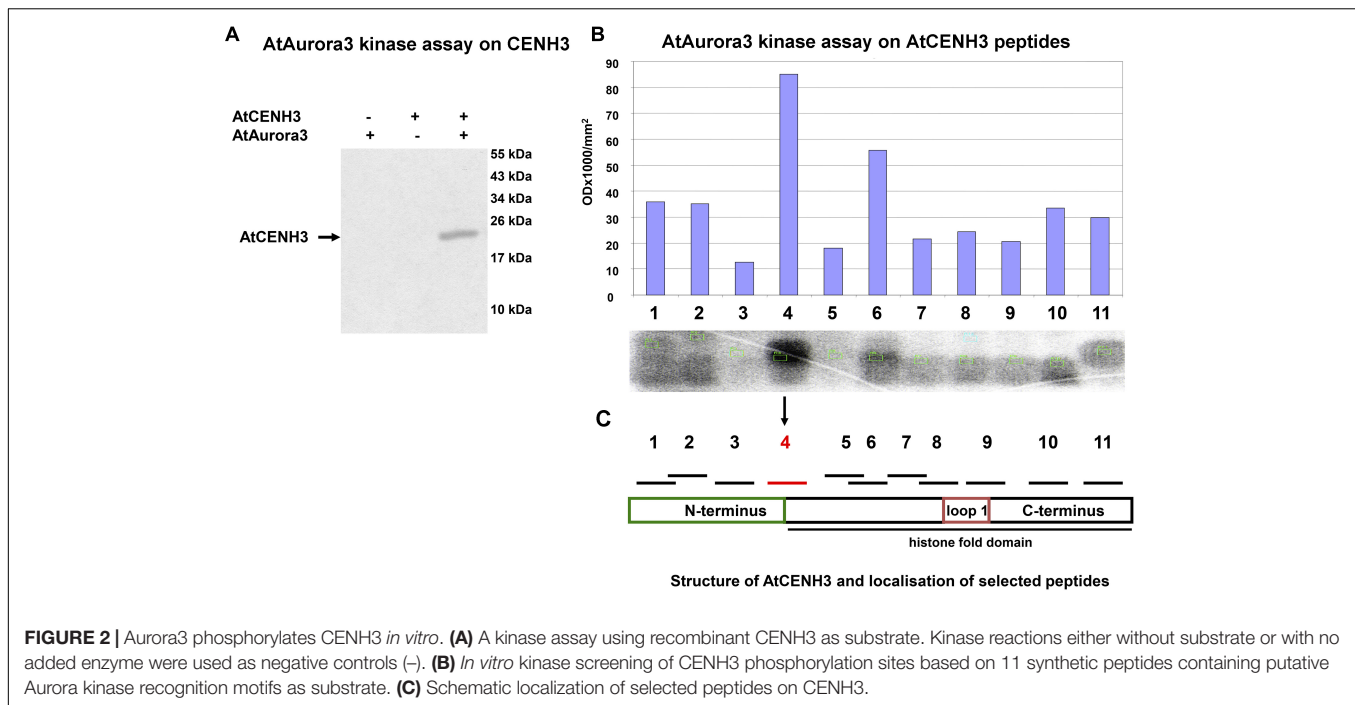 A
AtAurora3 kinase assay on CENH3
AtCENH3 - + +
AtAurora3 + - +
55 kDa
43 kDa
34 kDa
26 kDa
AtCENH3
17 kDa
10 kDa
B
AtAurora3 kinase assay on AtCENH3 peptides
ODx1000/mm²
90
80
70
60
50
40
30
20
10
0
1 2 3 4 5 6 7 8 9 10 11
C
1 2 3 4 5 6 7 8 9 10 11
N-terminus loop 1 C-terminus
histone fold domain
Structure of AtCENH3 and localisation of selected peptides
FIGURE 2 | Aurora3 phosphorylates CENH3 in vitro. (A) A kinase assay using recombinant CENH3 as substrate. Kinase reactions either without substrate or with no
added enzyme were used as negative controls (–). (B) In vitro kinase screening of CENH3 phosphorylation sites based on 11 synthetic peptides containing putative
Aurora kinase recognition motifs as substrate. (C) Schematic localization of selected peptides on CENH3.